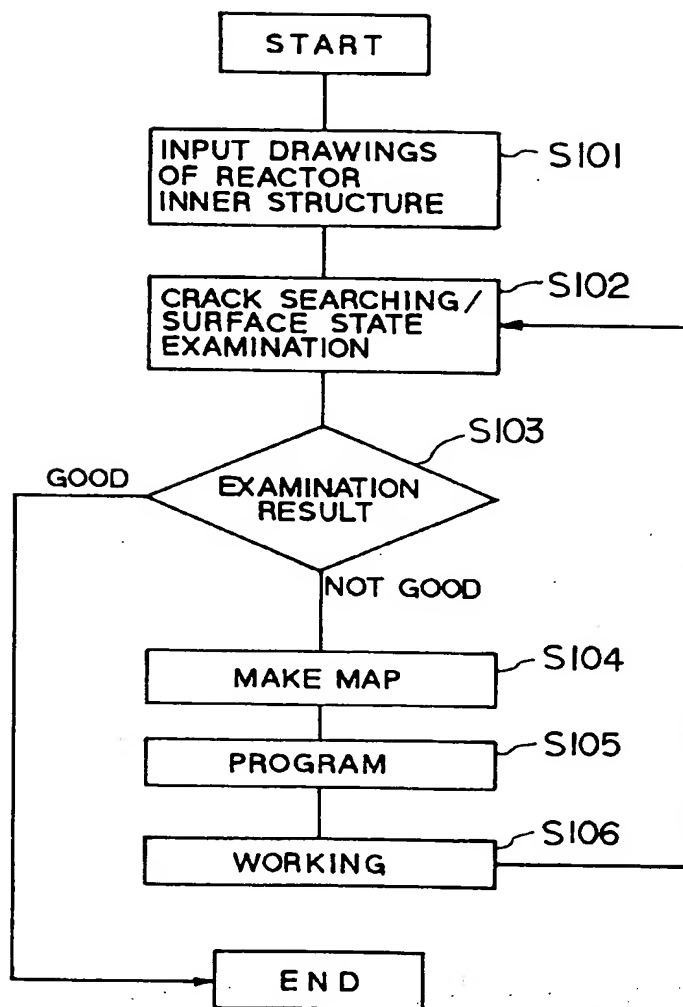 START
INPUT DRAWINGS
OF REACTOR
INNER STRUCTURE
S101
CRACK SEARCHING/
SURFACE STATE
EXAMINATION
S102
S103
GOOD
EXAMINATION
RESULT
NOT GOOD
MAKE MAP
S104
PROGRAM
S105
WORKING
S106
END